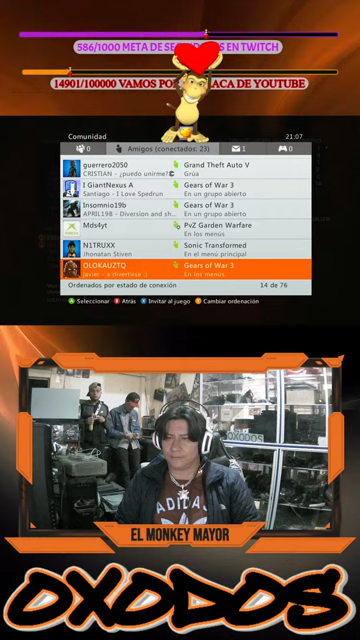 586/1000 META DE SE S EN TWITCH
14901/100000 VAMOS PO ACA DE YOUTUBE
Comunidad 21:07
0 Amigos (conectados: 23) 1 0
guerrero2050 Grand Theft Auto V
CRISTIAN - ¿puedo unirme? Grúa
I GiantNexus A Gears of War 3
Santiago - I Love Spedrun En un grupo abierto
Insomnio19b Gears of War 3
APRIL19B - Diversion and sh... En un grupo abierto
Mds4yt PvZ Garden Warfare
En los menús
N1TRUXX Sonic Transformed
Jhonatan Stiven En el menú principal
OLOKAUZTQ Gears of War 3
javier - a divertirse :) En los menús
Ordenados por estado de conexión 14 de 76
A Seleccionar B Atrás X Invitar al juego Y Cambiar ordenación
ADIDAS
EL MONKEY MAYOR
OXODOS